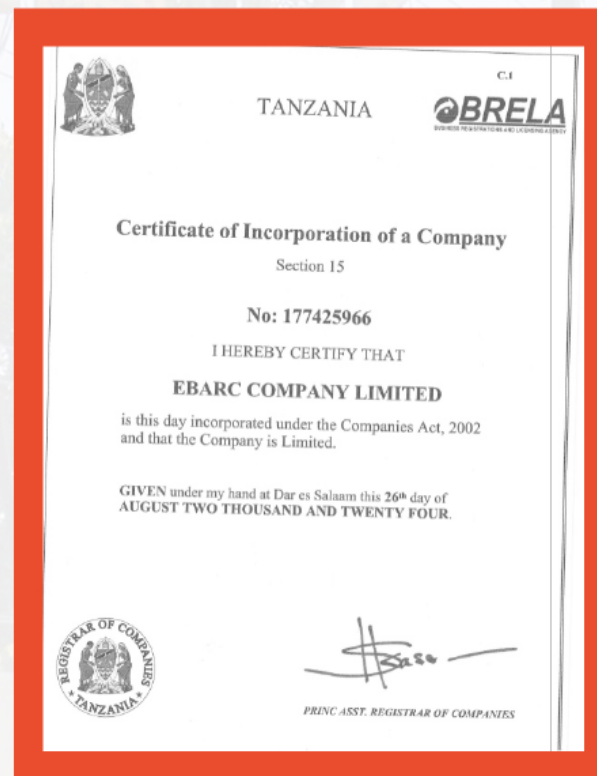 C.1
TANZANIA
BRELA
BUSINESS REGISTRATIONS AND LICENSING AGENCY
Certificate of Incorporation of a Company
Section 15
No: 177425966
I HEREBY CERTIFY THAT
EBARC COMPANY LIMITED
is this day incorporated under the Companies Act, 2002
and that the Company is Limited.
GIVEN under my hand at Dar es Salaam this 26th day of
AUGUST TWO THOUSAND AND TWENTY FOUR.
REGISTRAR OF COMPANIES
TANZANIA
PRINC ASST. REGISTRAR OF COMPANIES